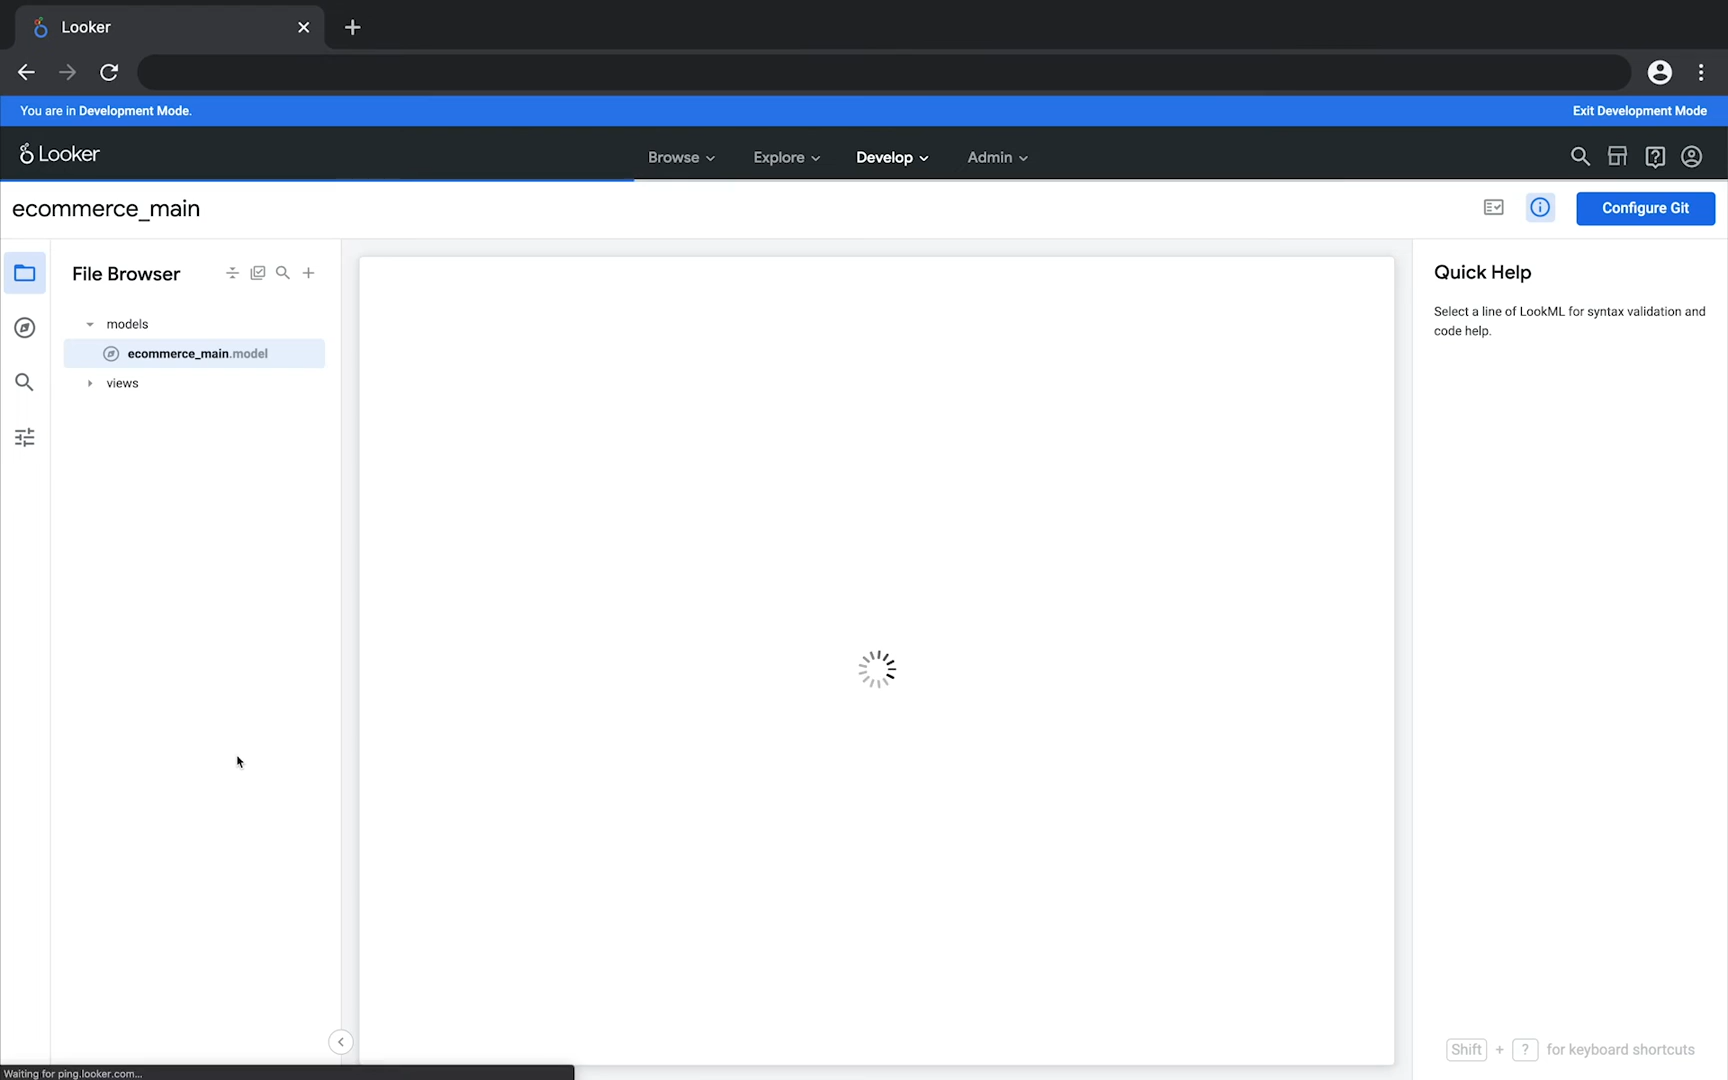 Looker
You are in Development Mode.
Exit Development Mode
Looker
Browse
Explore
Develop
Admin
ecommerce_main
Configure Git
File Browser
models
ecommerce_main.model
views
Quick Help
Select a line of LookML for syntax validation and
code help.
Shift + ? for keyboard shortcuts
Waiting for ping.looker.com...